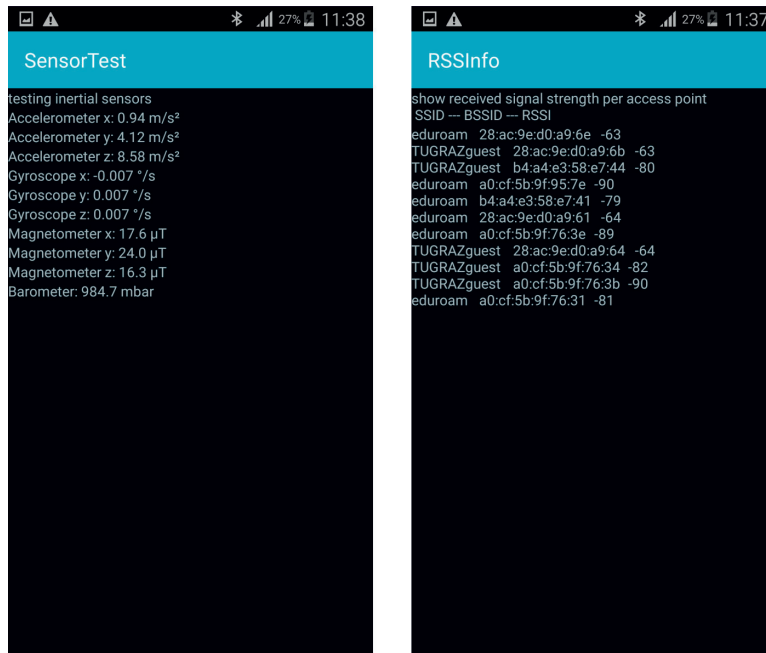 27% 11:38
SensorTest
testing inertial sensors
Accelerometer x: 0.94 m/s²
Accelerometer y: 4.12 m/s²
Accelerometer z: 8.58 m/s²
Gyroscope x: -0.007 °/s
Gyroscope y: 0.007 °/s
Gyroscope z: 0.007 °/s
Magnetometer x: 17.6 μT
Magnetometer y: 24.0 μT
Magnetometer z: 16.3 μT
Barometer: 984.7 mbar
27% 11:37
RSSInfo
show received signal strength per access point
SSID --- BSSID --- RSSI
eduroam 28:ac:9e:d0:a9:6e -63
TUGRAZguest 28:ac:9e:d0:a9:6b -63
TUGRAZguest b4:a4:e3:58:e7:44 -80
eduroam a0:cf:5b:9f:95:7e -90
eduroam b4:a4:e3:58:e7:41 -79
eduroam 28:ac:9e:d0:a9:61 -64
eduroam a0:cf:5b:9f:76:3e -89
TUGRAZguest 28:ac:9e:d0:a9:64 -64
TUGRAZguest a0:cf:5b:9f:76:34 -82
TUGRAZguest a0:cf:5b:9f:76:3b -90
eduroam a0:cf:5b:9f:76:31 -81